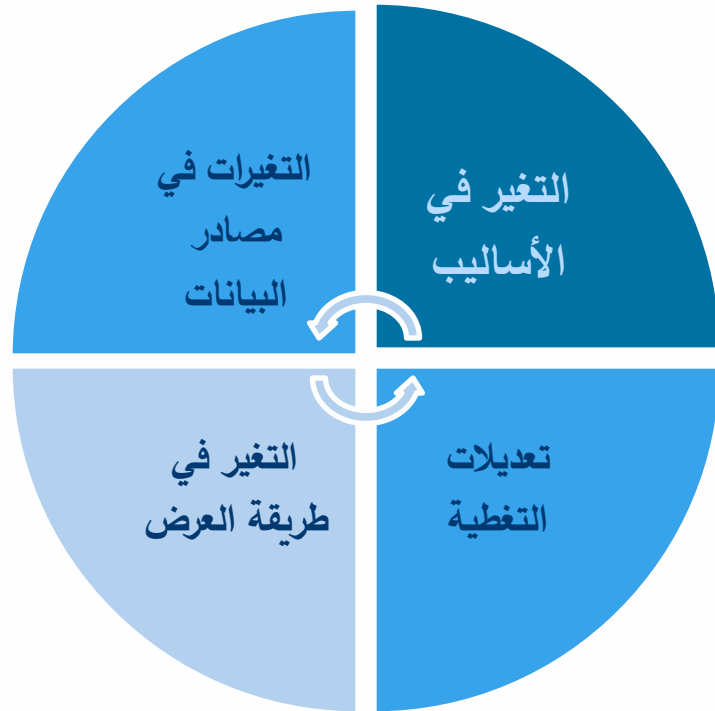 التغير في
الأساليب
التغيرات في
مصادر
البيانات
التغير في
طريقة العرض
تعديلات
التغطية